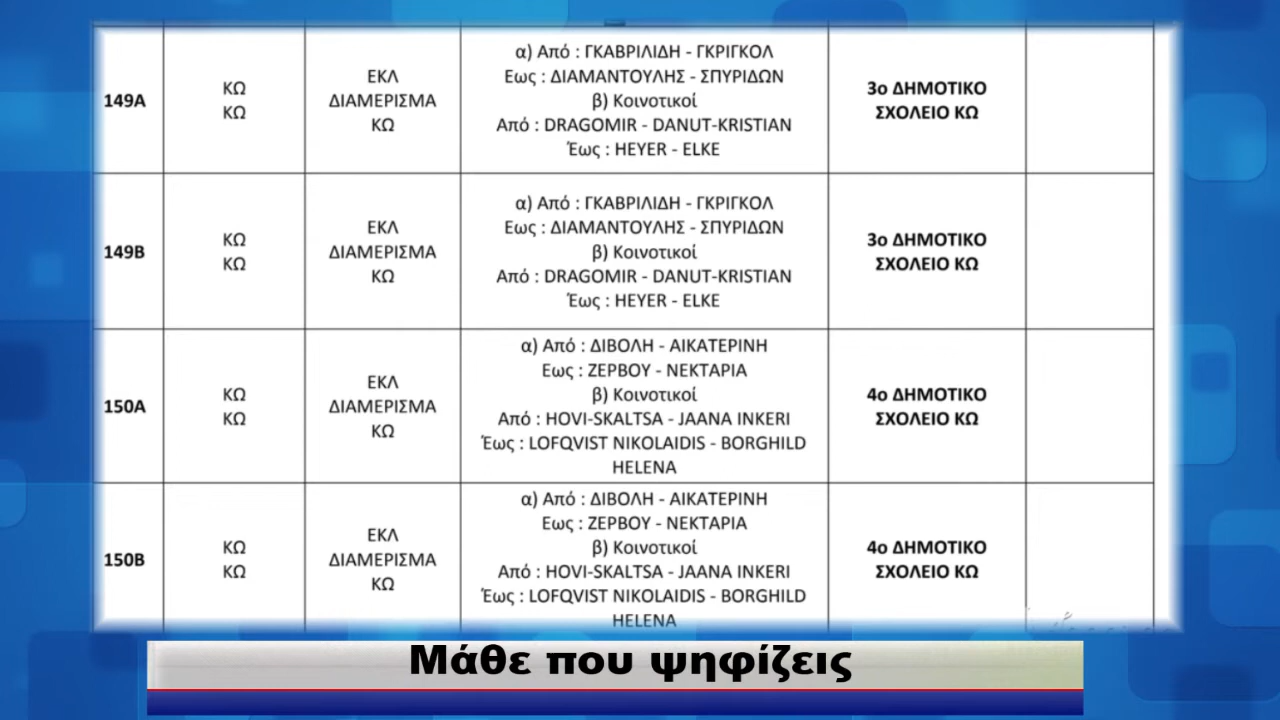 149Α
ΚΩ
ΚΩ
ΕΚΛ
ΔΙΑΜΕΡΙΣΜΑ
ΚΩ
α) Από : ΓΚΑΒΡΙΛΙΔΗ - ΓΚΡΙΓΚΟΛ
Εως : ΔΙΑΜΑΝΤΟΥΛΗΣ - ΣΠΥΡΙΔΩΝ
β) Κοινοτικοί
Από : DRAGOMIR - DANUT-KRISTIAN
Έως : HEYER - ELKE
3ο ΔΗΜΟΤΙΚΟ
ΣΧΟΛΕΙΟ ΚΩ
149Β
ΚΩ
ΚΩ
ΕΚΛ
ΔΙΑΜΕΡΙΣΜΑ
ΚΩ
α) Από : ΓΚΑΒΡΙΛΙΔΗ - ΓΚΡΙΓΚΟΛ
Εως : ΔΙΑΜΑΝΤΟΥΛΗΣ - ΣΠΥΡΙΔΩΝ
β) Κοινοτικοί
Από : DRAGOMIR - DANUT-KRISTIAN
Έως : HEYER - ELKE
3ο ΔΗΜΟΤΙΚΟ
ΣΧΟΛΕΙΟ ΚΩ
150Α
ΚΩ
ΚΩ
ΕΚΛ
ΔΙΑΜΕΡΙΣΜΑ
ΚΩ
α) Από : ΔΙΒΟΛΗ - ΑΙΚΑΤΕΡΙΝΗ
Εως : ΖΕΡΒΟΥ - ΝΕΚΤΑΡΙΑ
β) Κοινοτικοί
Από : HOVI-SKALTSA - JAANA INKERI
Έως : LOFQVIST NIKOLAIDIS - BORGHILD
HELENA
4ο ΔΗΜΟΤΙΚΟ
ΣΧΟΛΕΙΟ ΚΩ
150Β
ΚΩ
ΚΩ
ΕΚΛ
ΔΙΑΜΕΡΙΣΜΑ
ΚΩ
α) Από : ΔΙΒΟΛΗ - ΑΙΚΑΤΕΡΙΝΗ
Εως : ΖΕΡΒΟΥ - ΝΕΚΤΑΡΙΑ
β) Κοινοτικοί
Από : HOVI-SKALTSA - JAANA INKERI
Έως : LOFQVIST NIKOLAIDIS - BORGHILD
HELENA
4ο ΔΗΜΟΤΙΚΟ
ΣΧΟΛΕΙΟ ΚΩ
Μάθε που ψηφίζεις